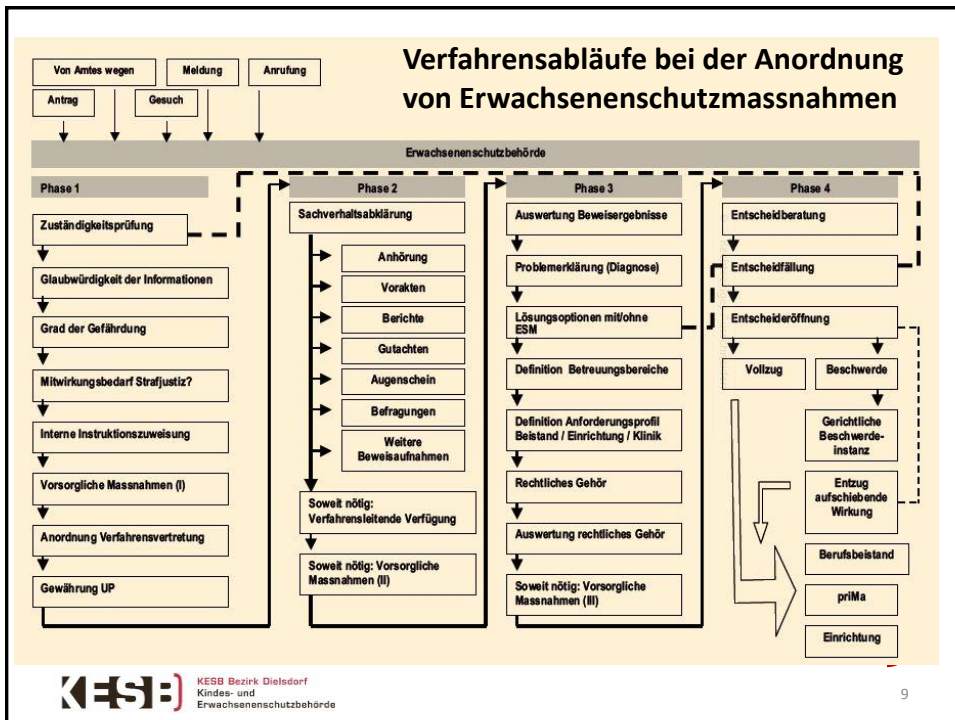 Verfahrensabläufe bei der Anordnung
von Erwachsenenschutzmassnahmen
Von Amtes wegen
Meldung
Anrufung
Antrag
Gesuch
Erwachsenenschutzbehörde
Phase 1
Zuständigkeitsprüfung
Glaubwürdigkeit der Informationen
Grad der Gefährdung
Mitwirkungsbedarf Strafjustiz?
Interne Instruktionszuweisung
Vorsorgliche Massnahmen (I)
Anordnung Verfahrensvertretung
Gewährung UP
Phase 2
Sachverhaltsabklärung
Anhörung
Vorakten
Berichte
Gutachten
Augenschein
Befragungen
Weitere
Beweisaufnahmen
Soweit nötig:
Verfahrensleitende Verfügung
Soweit nötig: Vorsorgliche
Massnahmen (II)
Phase 3
Auswertung Beweisergebnisse
Problemerklärung (Diagnose)
Lösungsoptionen mit/ohne
ESM
Definition Betreuungsbereiche
Definition Anforderungsprofil
Beistand / Einrichtung / Klinik
Rechtliches Gehör
Auswertung rechtliches Gehör
Soweit nötig: Vorsorgliche
Massnahmen (III)
Phase 4
Entscheidberatung
Entscheidfällung
Entscheideröffnung
Vollzug
Beschwerde
Gerichtliche
Beschwerde-
instanz
Entzug
aufschiebende
Wirkung
Berufsbeistand
priMa
Einrichtung
KESB
KESB Bezirk Dielsdorf
Kindes- und
Erwachsenenschutzbehörde
9